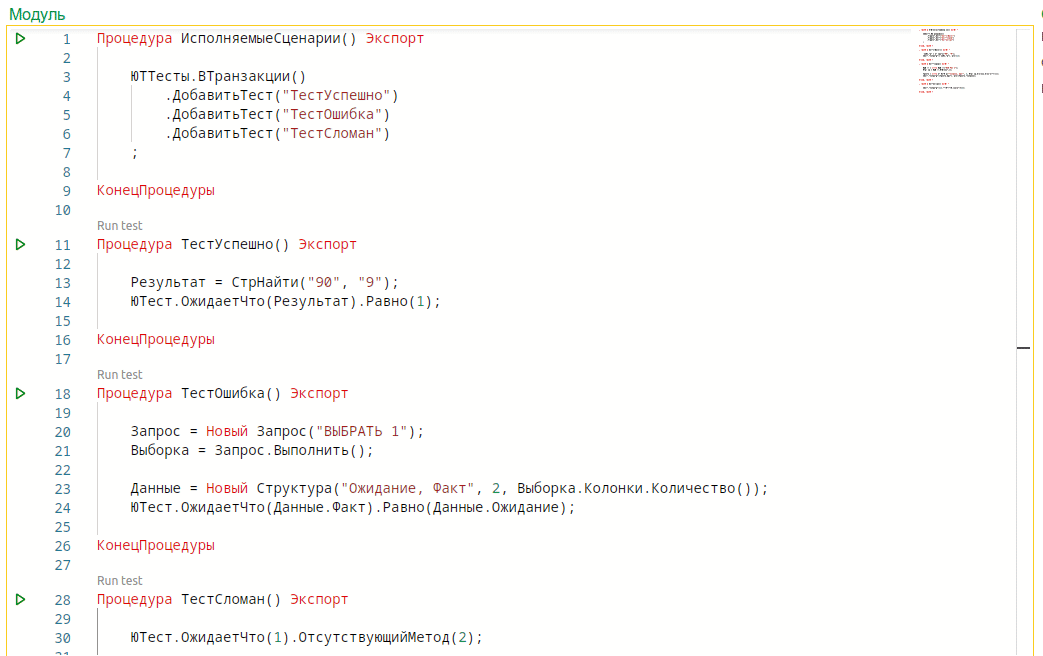 Модуль
1 Процедура ИсполняемыеСценарии() Экспорт
2
3 ЮТТесты.ВТранзакции()
4 .ДобавитьТест("ТестУспешно")
5 .ДобавитьТест("ТестОшибка")
6 .ДобавитьТест("ТестСломан")
7 ;
8
9 КонецПроцедуры
10
Run test
11 Процедура ТестУспешно() Экспорт
12
13 Результат = СтрНайти("90", "9");
14 ЮТест.ОжидаетЧто(Результат).Равно(1);
15
16 КонецПроцедуры
17
Run test
18 Процедура ТестОшибка() Экспорт
19
20 Запрос = Новый Запрос("ВЫБРАТЬ 1");
21 Выборка = Запрос.Выполнить();
22
23 Данные = Новый Структура("Ожидание, Факт", 2, Выборка.Колонки.Количество());
24 ЮТест.ОжидаетЧто(Данные.Факт).Равно(Данные.Ожидание);
25
26 КонецПроцедуры
27
Run test
28 Процедура ТестСломан() Экспорт
29
30 ЮТест.ОжидаетЧто(1).ОтсутствующийМетод(2);